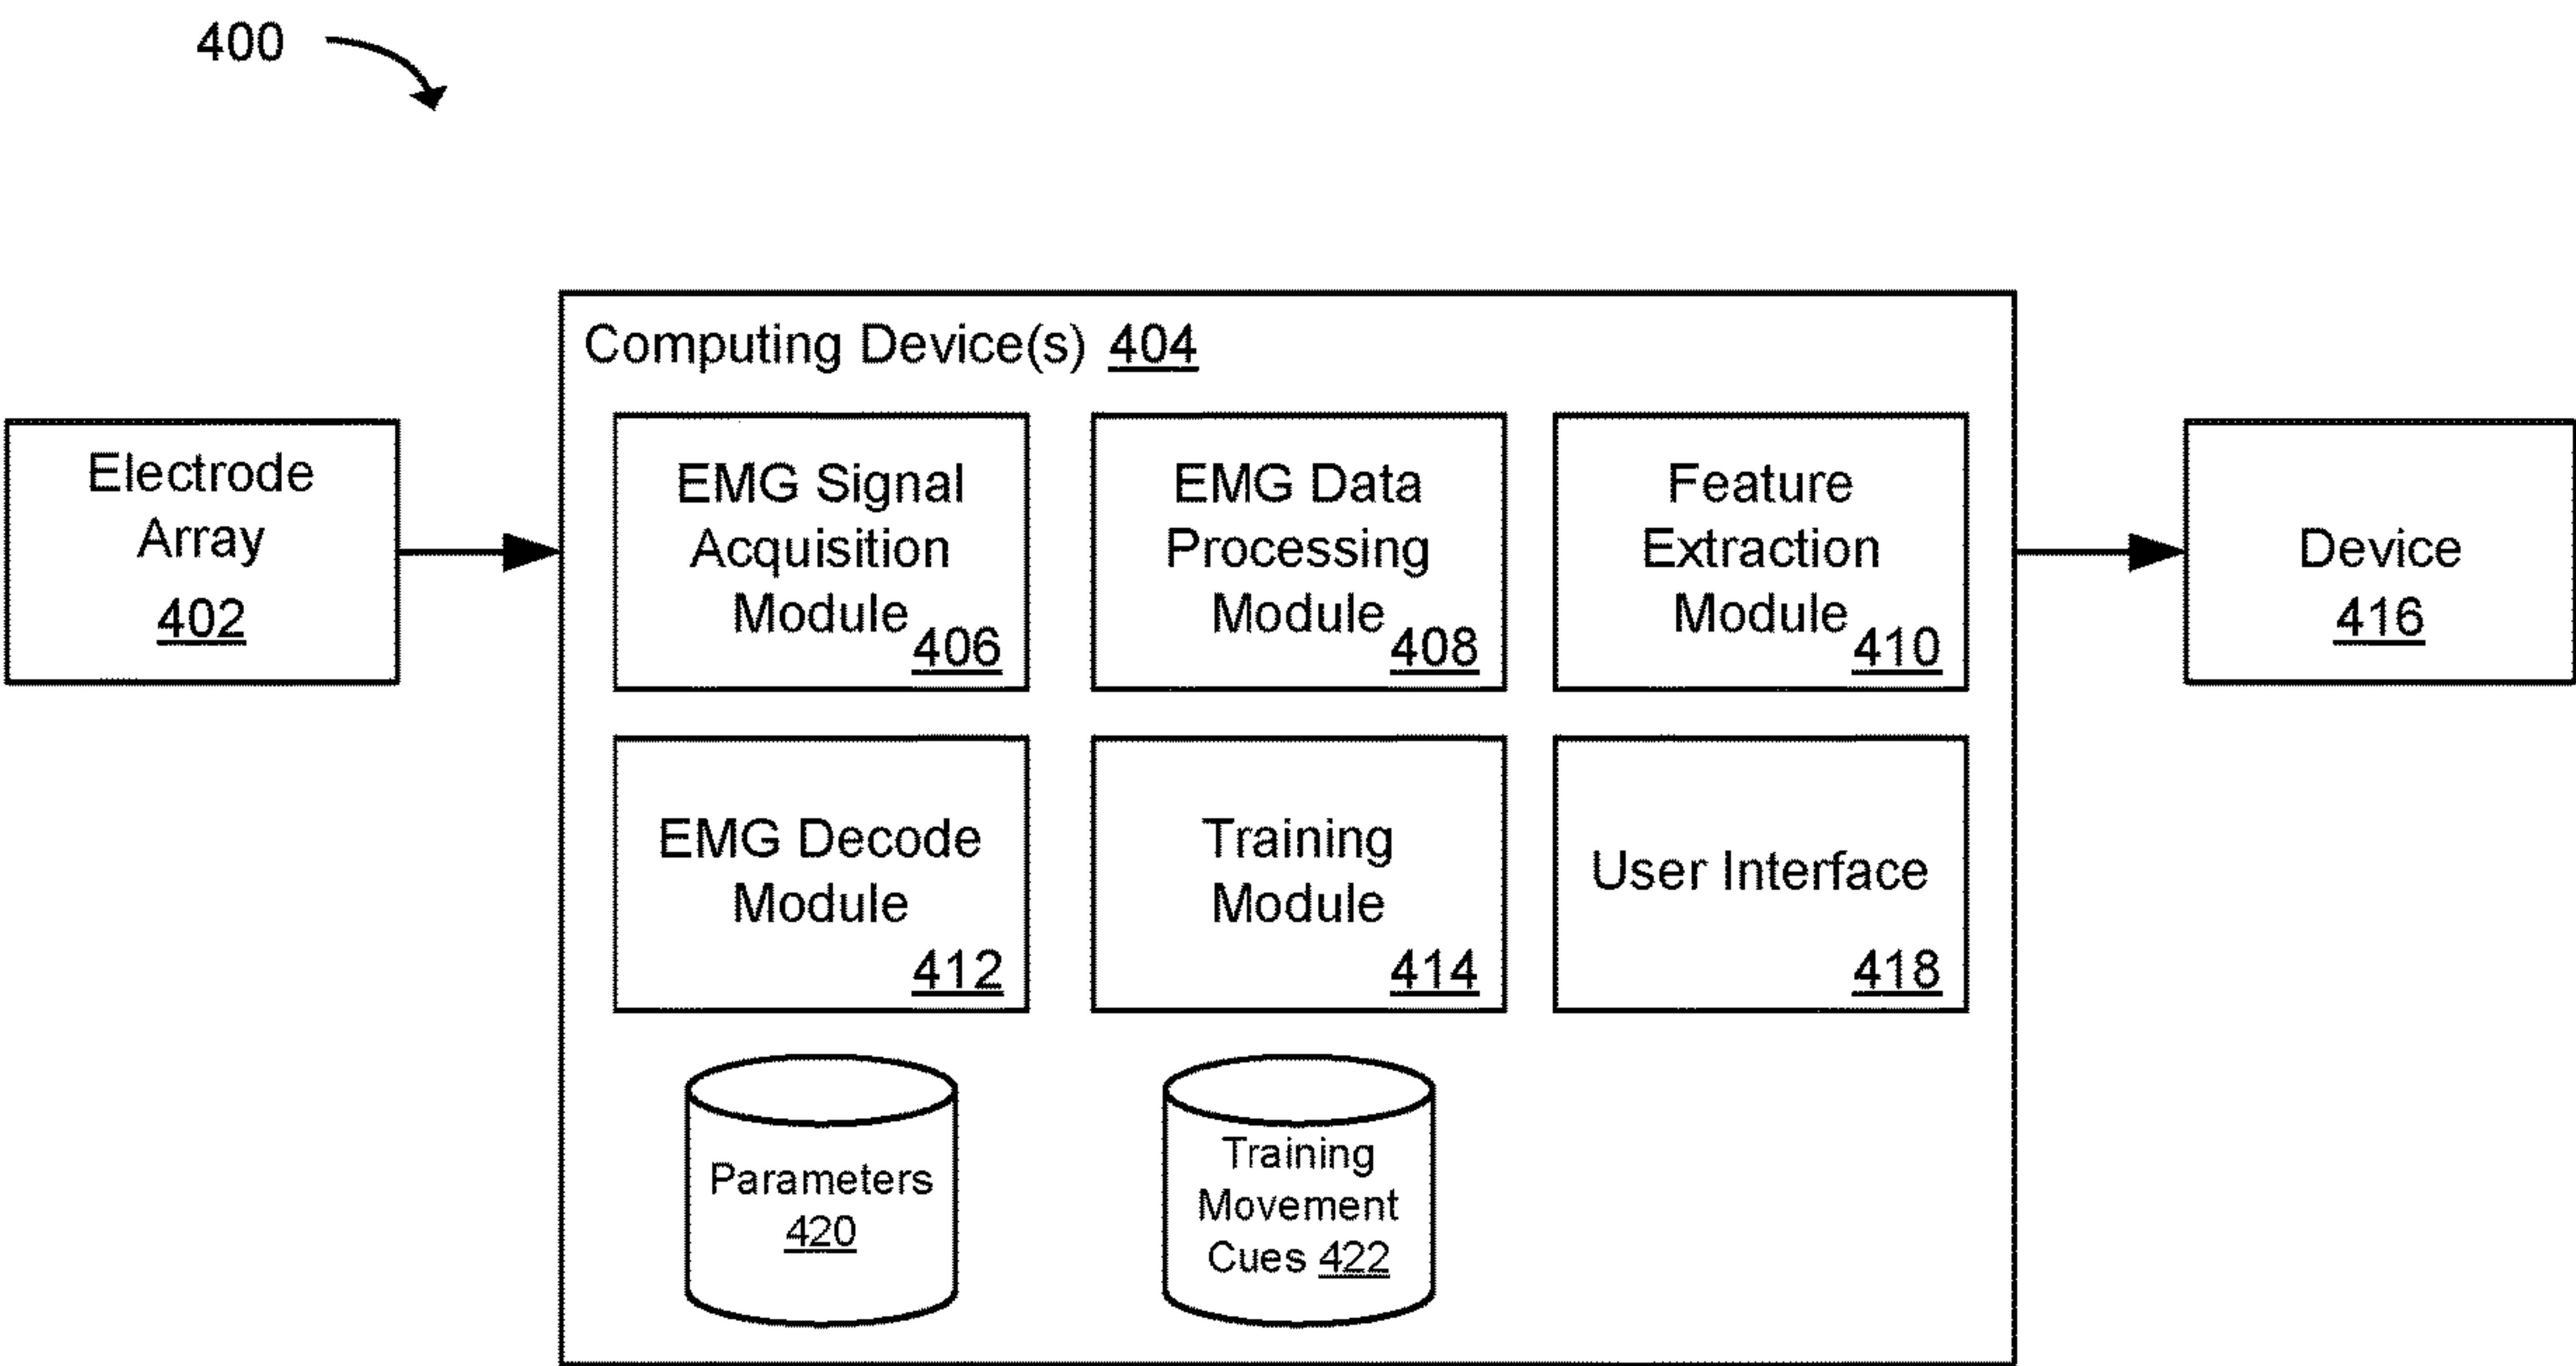 400
Computing Device(s) 404
Electrode
Array
402
EMG Signal
Acquisition
Module
406
EMG Data
Processing
Module
408
Feature
Extraction
Module
410
Device
416
EMG Decode
Module
412
Training
Module
414
User Interface
418
Parameters
420
Training
Movement
Cues 422